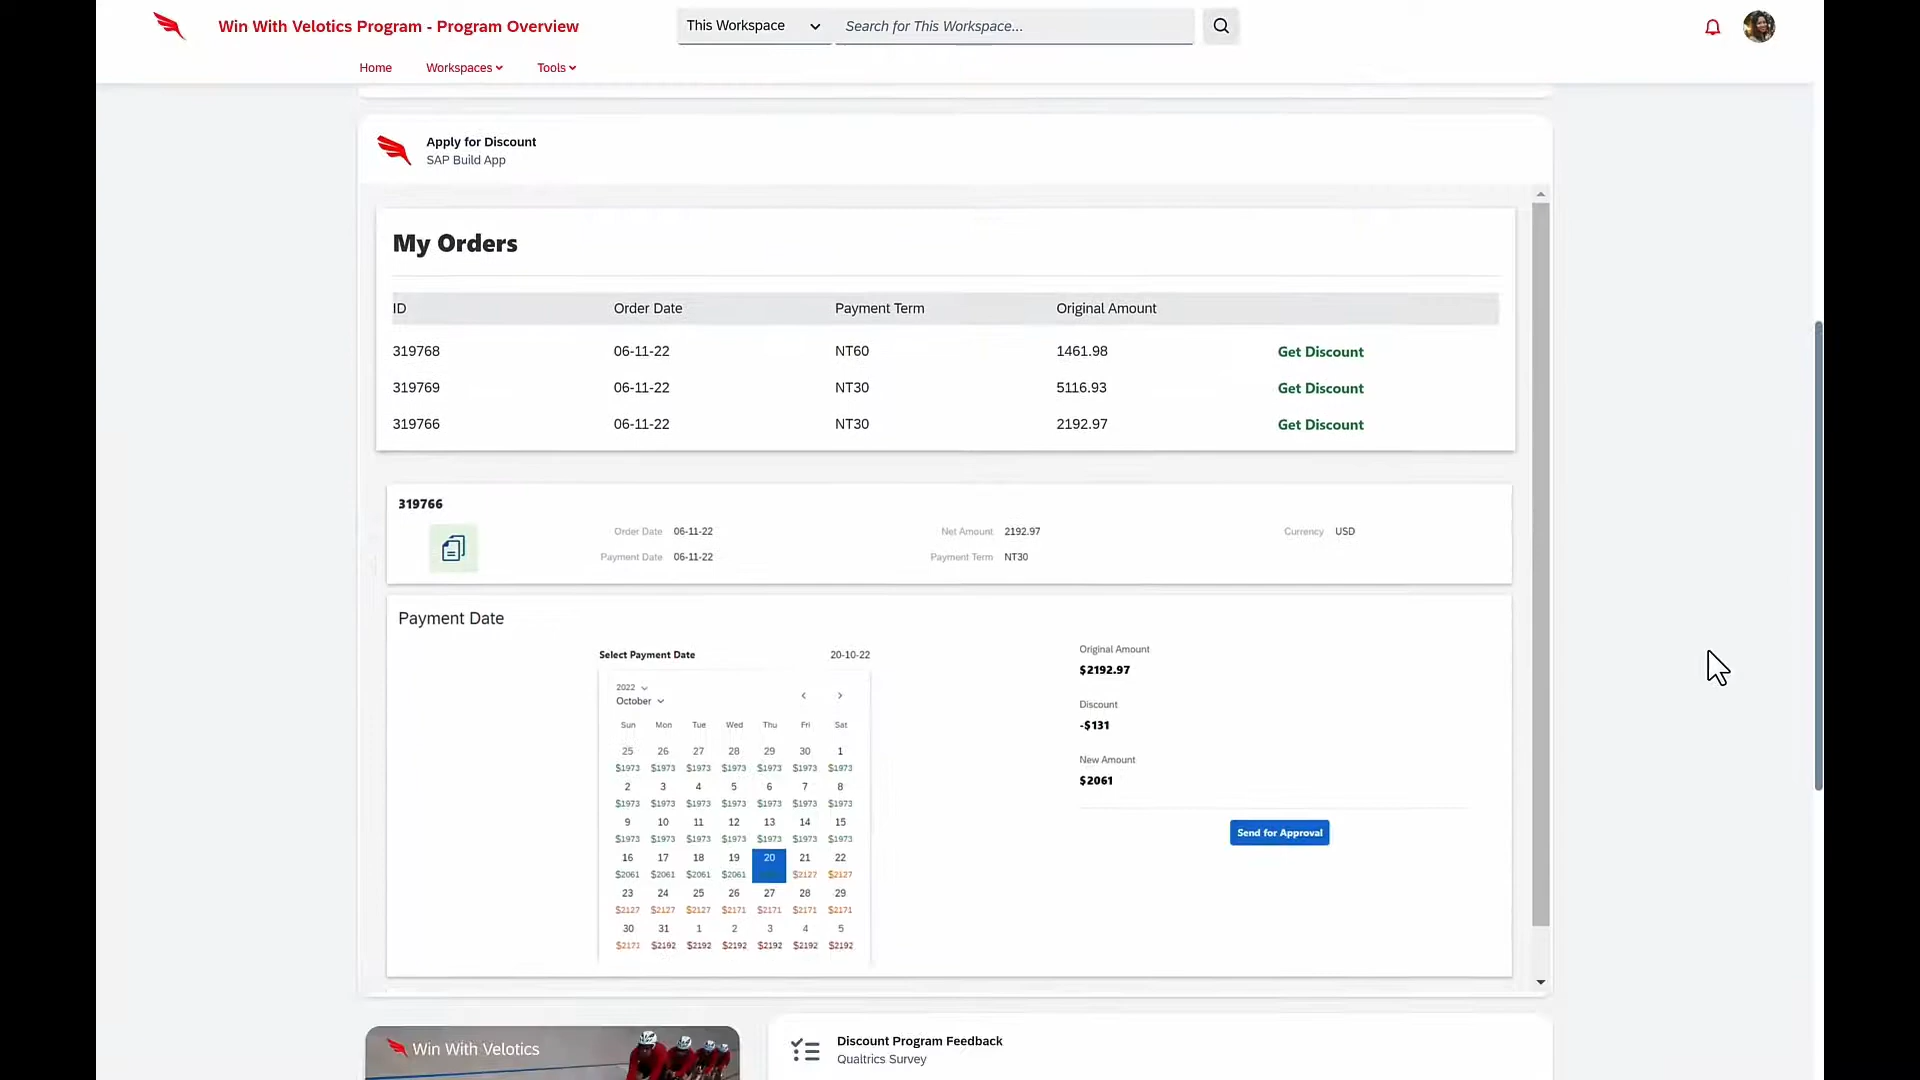 Win With Velotics Program - Program Overview
This Workspace
Search for This Workspace...
Home Workspaces Tools
Apply for Discount
SAP Build App
My Orders
ID Order Date Payment Term Original Amount
319768 06-11-22 NT60 1461.98 Get Discount
319769 06-11-22 NT30 5116.93 Get Discount
319766 06-11-22 NT30 2192.97 Get Discount
319766
Order Date 06-11-22 Net Amount 2192.97 Currency USD
Payment Date 06-11-22 Payment Term NT30
Payment Date
Select Payment Date 20-10-22
2022
October
Sun Mon Tue Wed Thu Fri Sat
25 26 27 28 29 30 1
$1973 $1973 $1973 $1973 $1973 $1973 $1973
2 3 4 5 6 7 8
$1973 $1973 $1973 $1973 $1973 $1973 $1973
9 10 11 12 13 14 15
$1973 $1973 $1973 $1973 $1973 $1973 $1973
16 17 18 19 20 21 22
$2061 $2061 $2061 $2061 $2127 $2127
23 24 25 26 27 28 29
$2127 $2127 $2127 $2171 $2171 $2171 $2171
30 31 1 2 3 4 5
$2171 $2192 $2192 $2192 $2192 $2192 $2192
Original Amount
$2192.97
Discount
-$131
New Amount
$2061
Send for Approval
Win With Velotics
Discount Program Feedback
Qualtrics Survey